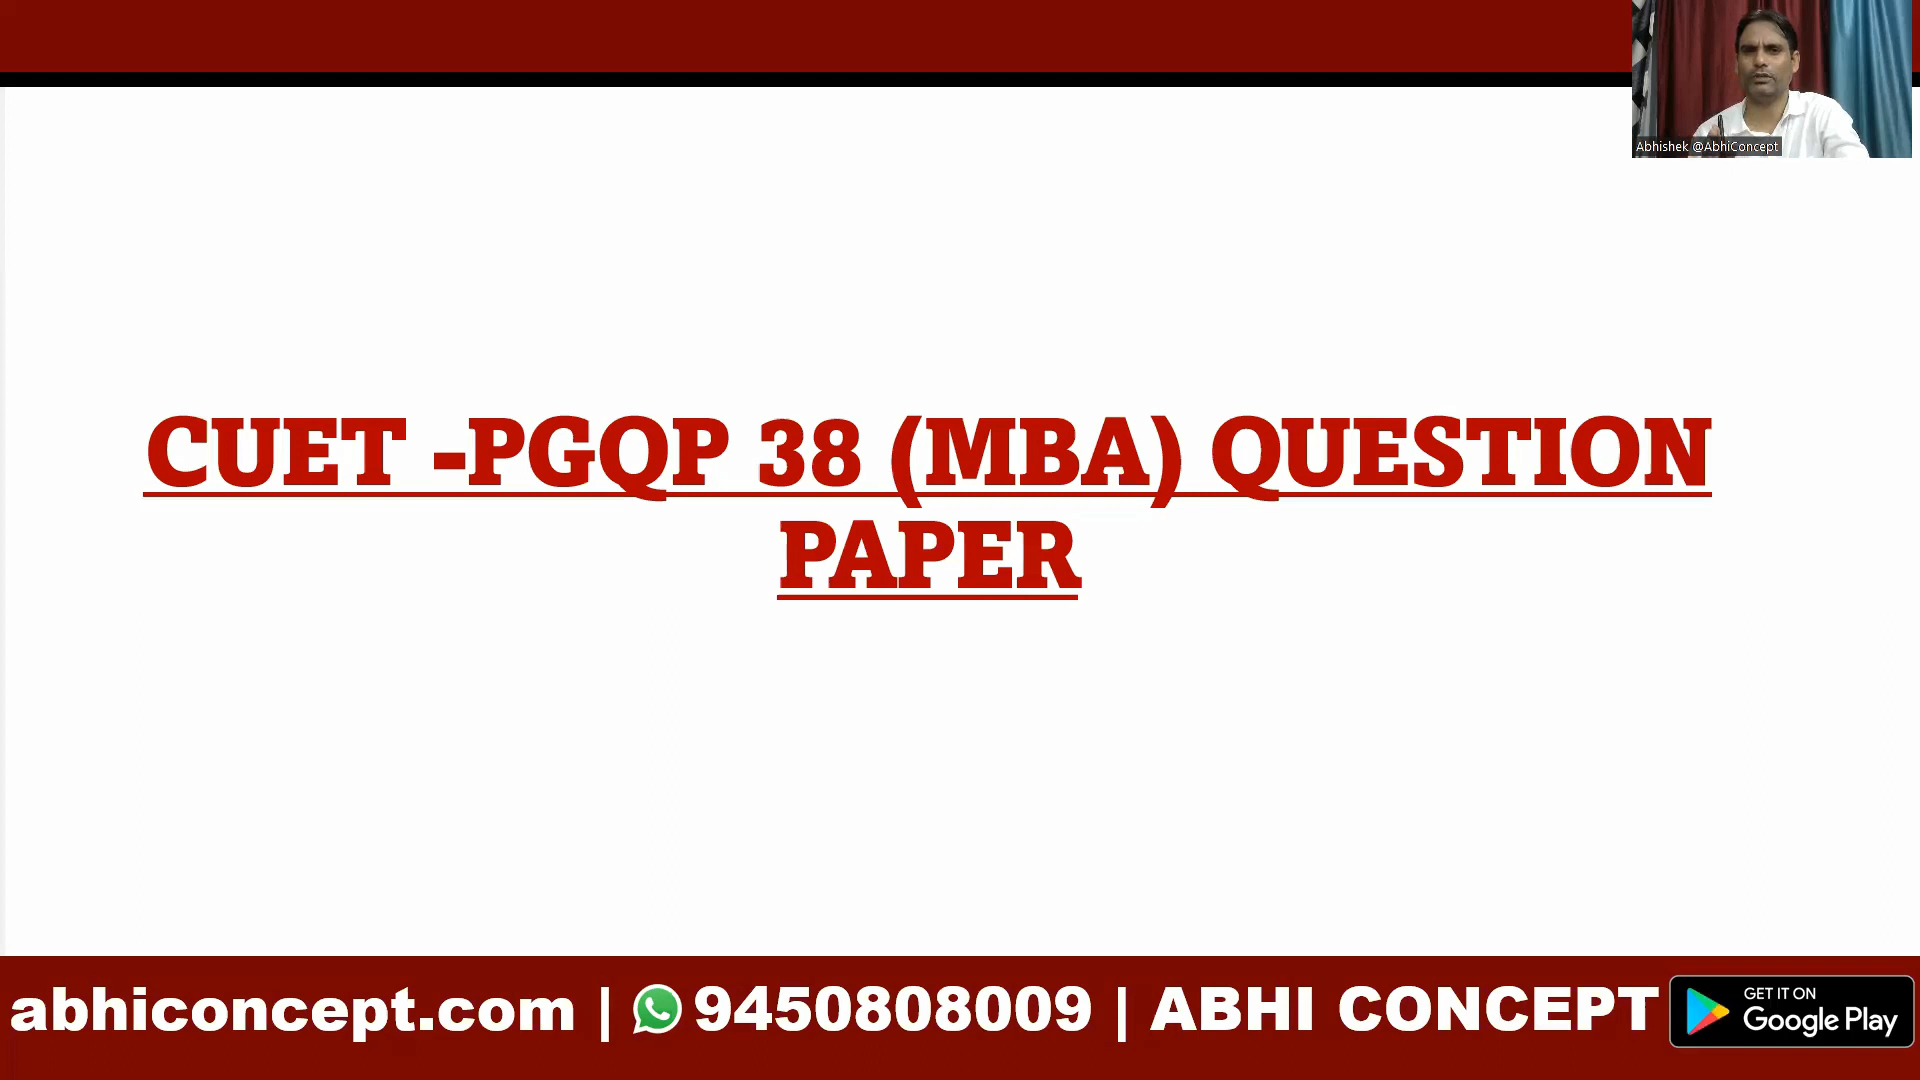 Abhishek @AbhiConcept
CUET -PGQP 38 (MBA) QUESTION
PAPER
abhiconcept.com | 9450808009 | ABHI CONCEPT
GET IT ON
Google Play